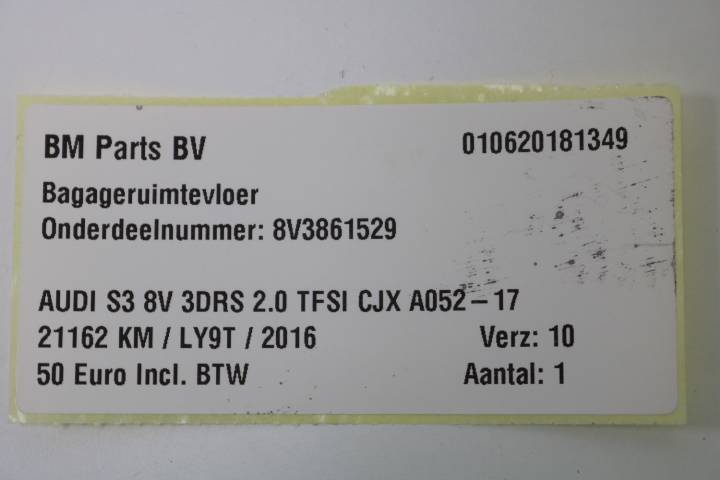 BM Parts BV 010620181349
Bagageruimtevloer
Onderdeelnummer: 8V3861529
AUDI S3 8V 3DRS 2.0 TFSI CJX A052-17
21162 KM / LY9T / 2016 Verz: 10
50 Euro Incl. BTW Aantal: 1